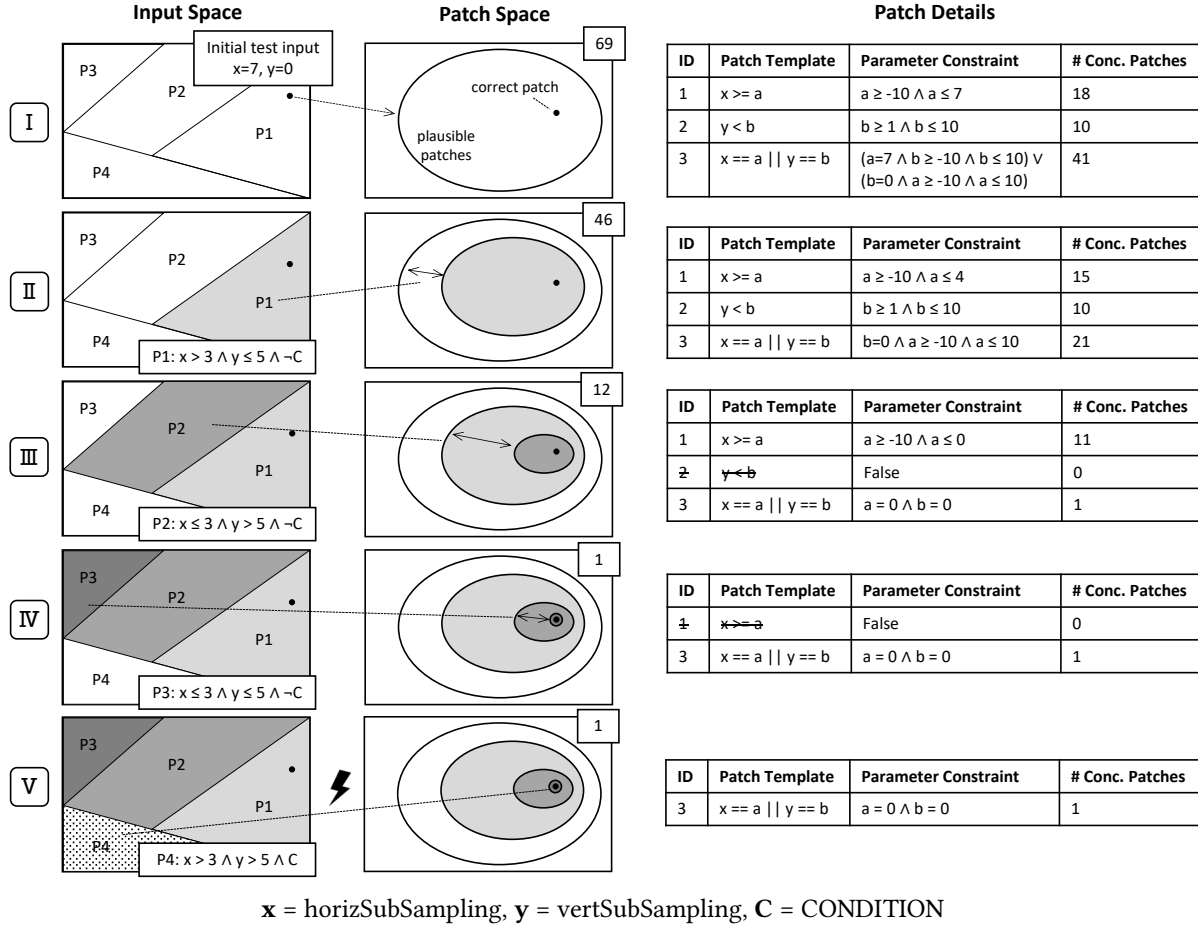 Input Space
Patch Space
Patch Details
I
P3
P2
P1
P4
Initial test input
x=7, y=0
69
correct patch
plausible
patches
ID Patch Template Parameter Constraint # Conc. Patches
1 x >= a a ≥ -10 ∧ a ≤ 7 18
2 y < b b ≥ 1 ∧ b ≤ 10 10
3 x == a || y == b (a=7 ∧ b ≥ -10 ∧ b ≤ 10) ∨ 41
(b=0 ∧ a ≥ -10 ∧ a ≤ 10)
II
P3
P2
P1
P4
P1: x > 3 ∧ y ≤ 5 ∧ ¬C
46
ID Patch Template Parameter Constraint # Conc. Patches
1 x >= a a ≥ -10 ∧ a ≤ 4 15
2 y < b b ≥ 1 ∧ b ≤ 10 10
3 x == a || y == b b=0 ∧ a ≥ -10 ∧ a ≤ 10 21
III
P3
P2
P1
P4
P2: x ≤ 3 ∧ y > 5 ∧ ¬C
12
ID Patch Template Parameter Constraint # Conc. Patches
1 x >= a a ≥ -10 ∧ a ≤ 0 11
2 y < b False 0
3 x == a || y == b a = 0 ∧ b = 0 1
IV
P3
P2
P1
P4
P3: x ≤ 3 ∧ y ≤ 5 ∧ ¬C
1
ID Patch Template Parameter Constraint # Conc. Patches
1 x >= a False 0
3 x == a || y == b a = 0 ∧ b = 0 1
V
P3
P2
P1
P4
P4: x > 3 ∧ y > 5 ∧ C
1
ID Patch Template Parameter Constraint # Conc. Patches
3 x == a || y == b a = 0 ∧ b = 0 1
x = horizSubSampling, y = vertSubSampling, C = CONDITION